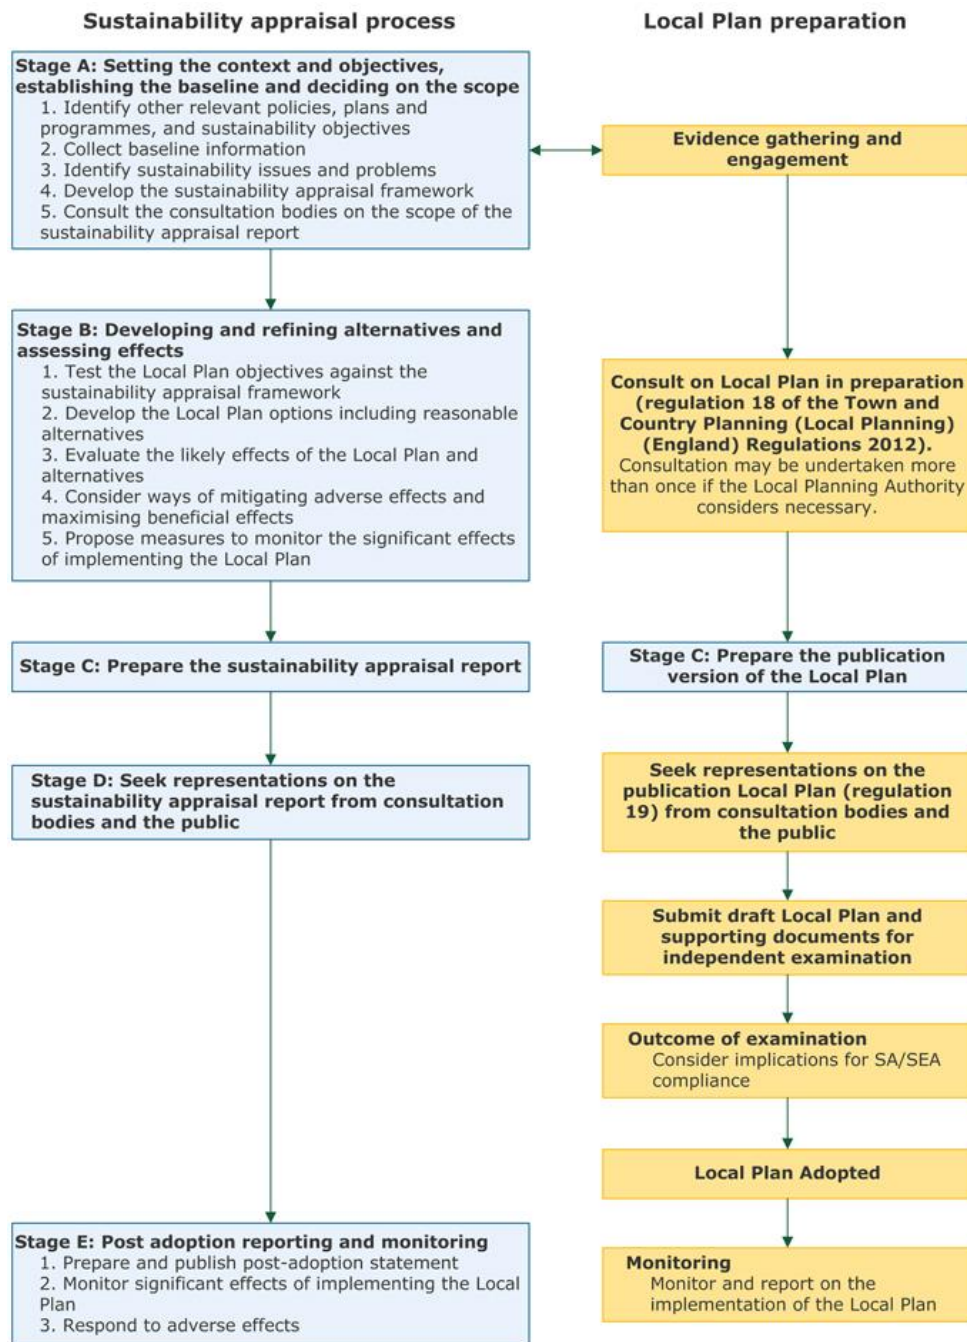 Sustainability appraisal process
Local Plan preparation
Stage A: Setting the context and objectives,
establishing the baseline and deciding on the scope
1. Identify other relevant policies, plans and
programmes, and sustainability objectives
2. Collect baseline information
3. Identify sustainability issues and problems
4. Develop the sustainability appraisal framework
5. Consult the consultation bodies on the scope of the
sustainability appraisal report
Evidence gathering and
engagement
Stage B: Developing and refining alternatives and
assessing effects
1. Test the Local Plan objectives against the
sustainability appraisal framework
2. Develop the Local Plan options including reasonable
alternatives
3. Evaluate the likely effects of the Local Plan and
alternatives
4. Consider ways of mitigating adverse effects and
maximising beneficial effects
5. Propose measures to monitor the significant effects
of implementing the Local Plan
Consult on Local Plan in preparation
(regulation 18 of the Town and
Country Planning (Local Planning)
(England) Regulations 2012).
Consultation may be undertaken more
than once if the Local Planning Authority
considers necessary.
Stage C: Prepare the sustainability appraisal report
Stage C: Prepare the publication
version of the Local Plan
Stage D: Seek representations on the
sustainability appraisal report from consultation
bodies and the public
Seek representations on the
publication Local Plan (regulation
19) from consultation bodies and
the public
Submit draft Local Plan and
supporting documents for
independent examination
Outcome of examination
Consider implications for SA/SEA
compliance
Local Plan Adopted
Stage E: Post adoption reporting and monitoring
1. Prepare and publish post-adoption statement
2. Monitor significant effects of implementing the Local
Plan
3. Respond to adverse effects
Monitoring
Monitor and report on the
implementation of the Local Plan